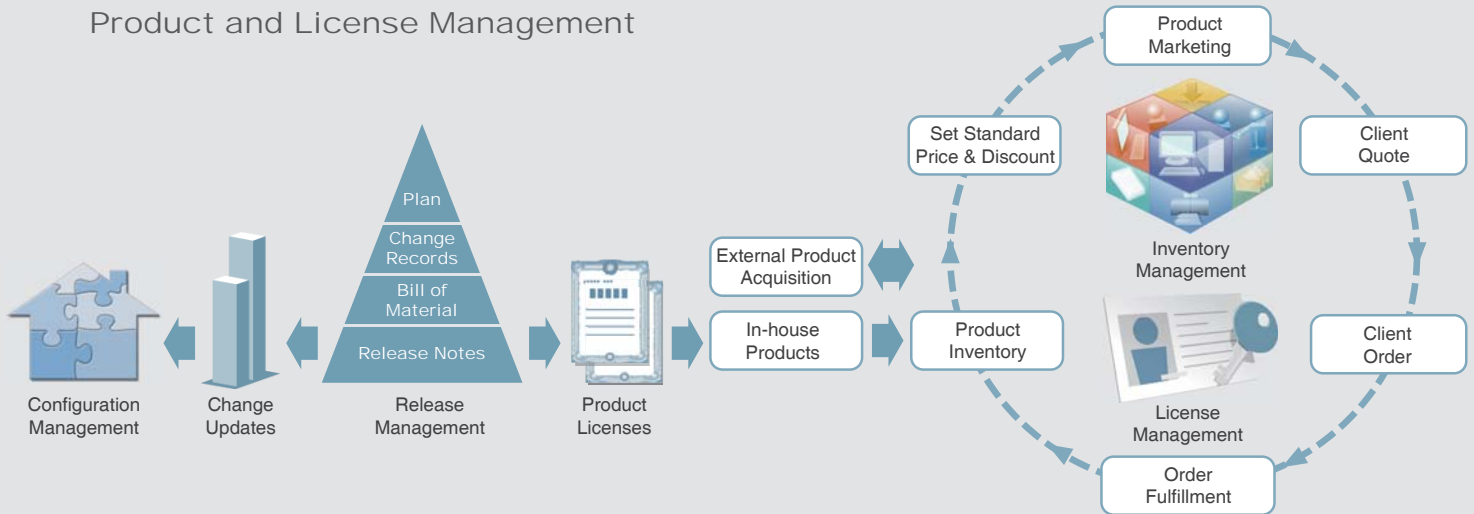 Product and License Management
Plan
Change
Records
Bill of
Material
Release Notes
Configuration
Management
Change
Updates
Release
Management
Product
Licenses
External Product
Acquisition
In-house
Products
Product
Inventory
Set Standard
Price & Discount
Product
Marketing
Client
Quote
Client
Order
Order
Fulfillment
Inventory
Management
License
Management